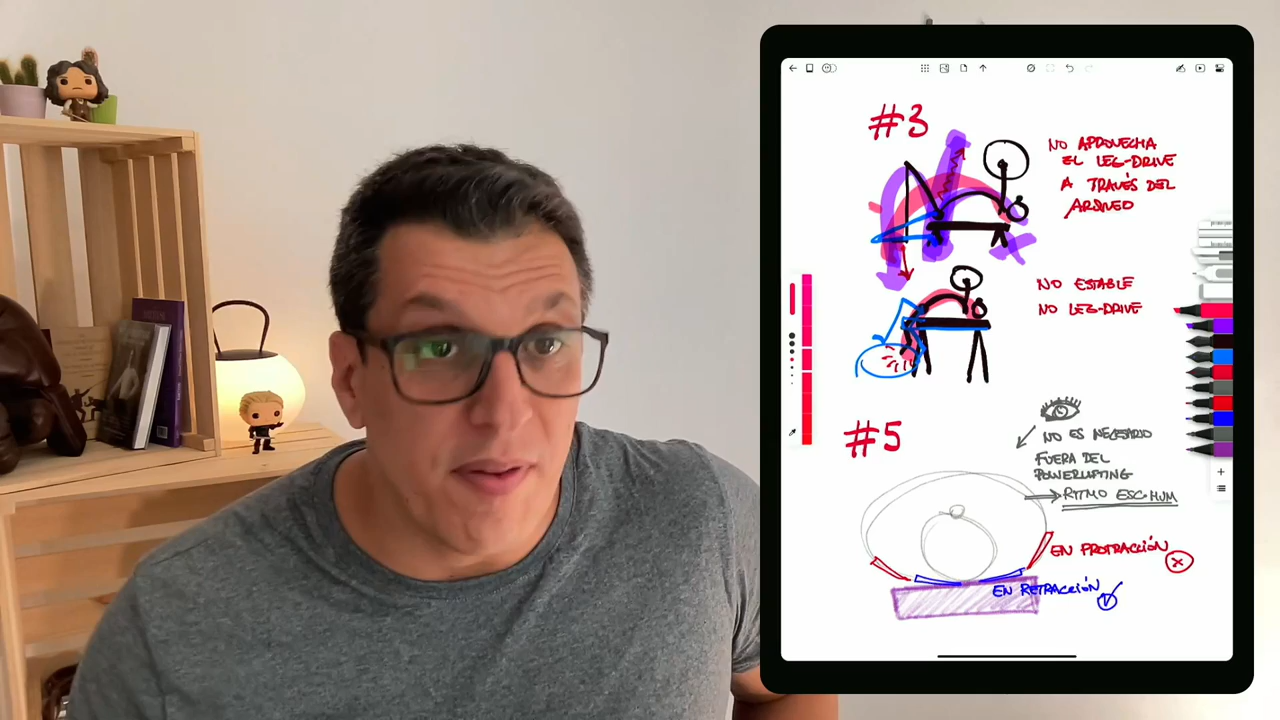 #3
NO APROVECHA
EL LEG-DRIVE
A TRAVÉS DEL
ARQUEO
NO ESTABLE
NO LEG-DRIVE
#5
NO ES NECESARIO
FUERA DEL
POWERLIFTING
RITMO ESC-HUM
EN PROTRACCIÓN
EN RETRACCIÓN